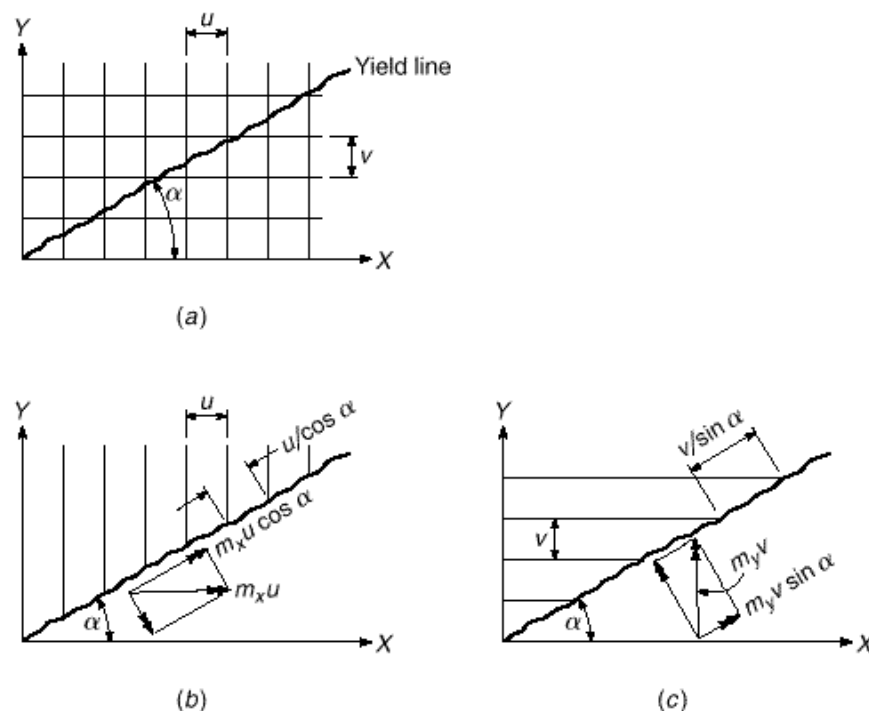 Y
u
Yield line
v
α
X
(a)
Y
u
u/cos α
m_x u cos α
m_x u
α
X
(b)
Y
v/sin α
v
m_y v
m_y v sin α
α
X
(c)